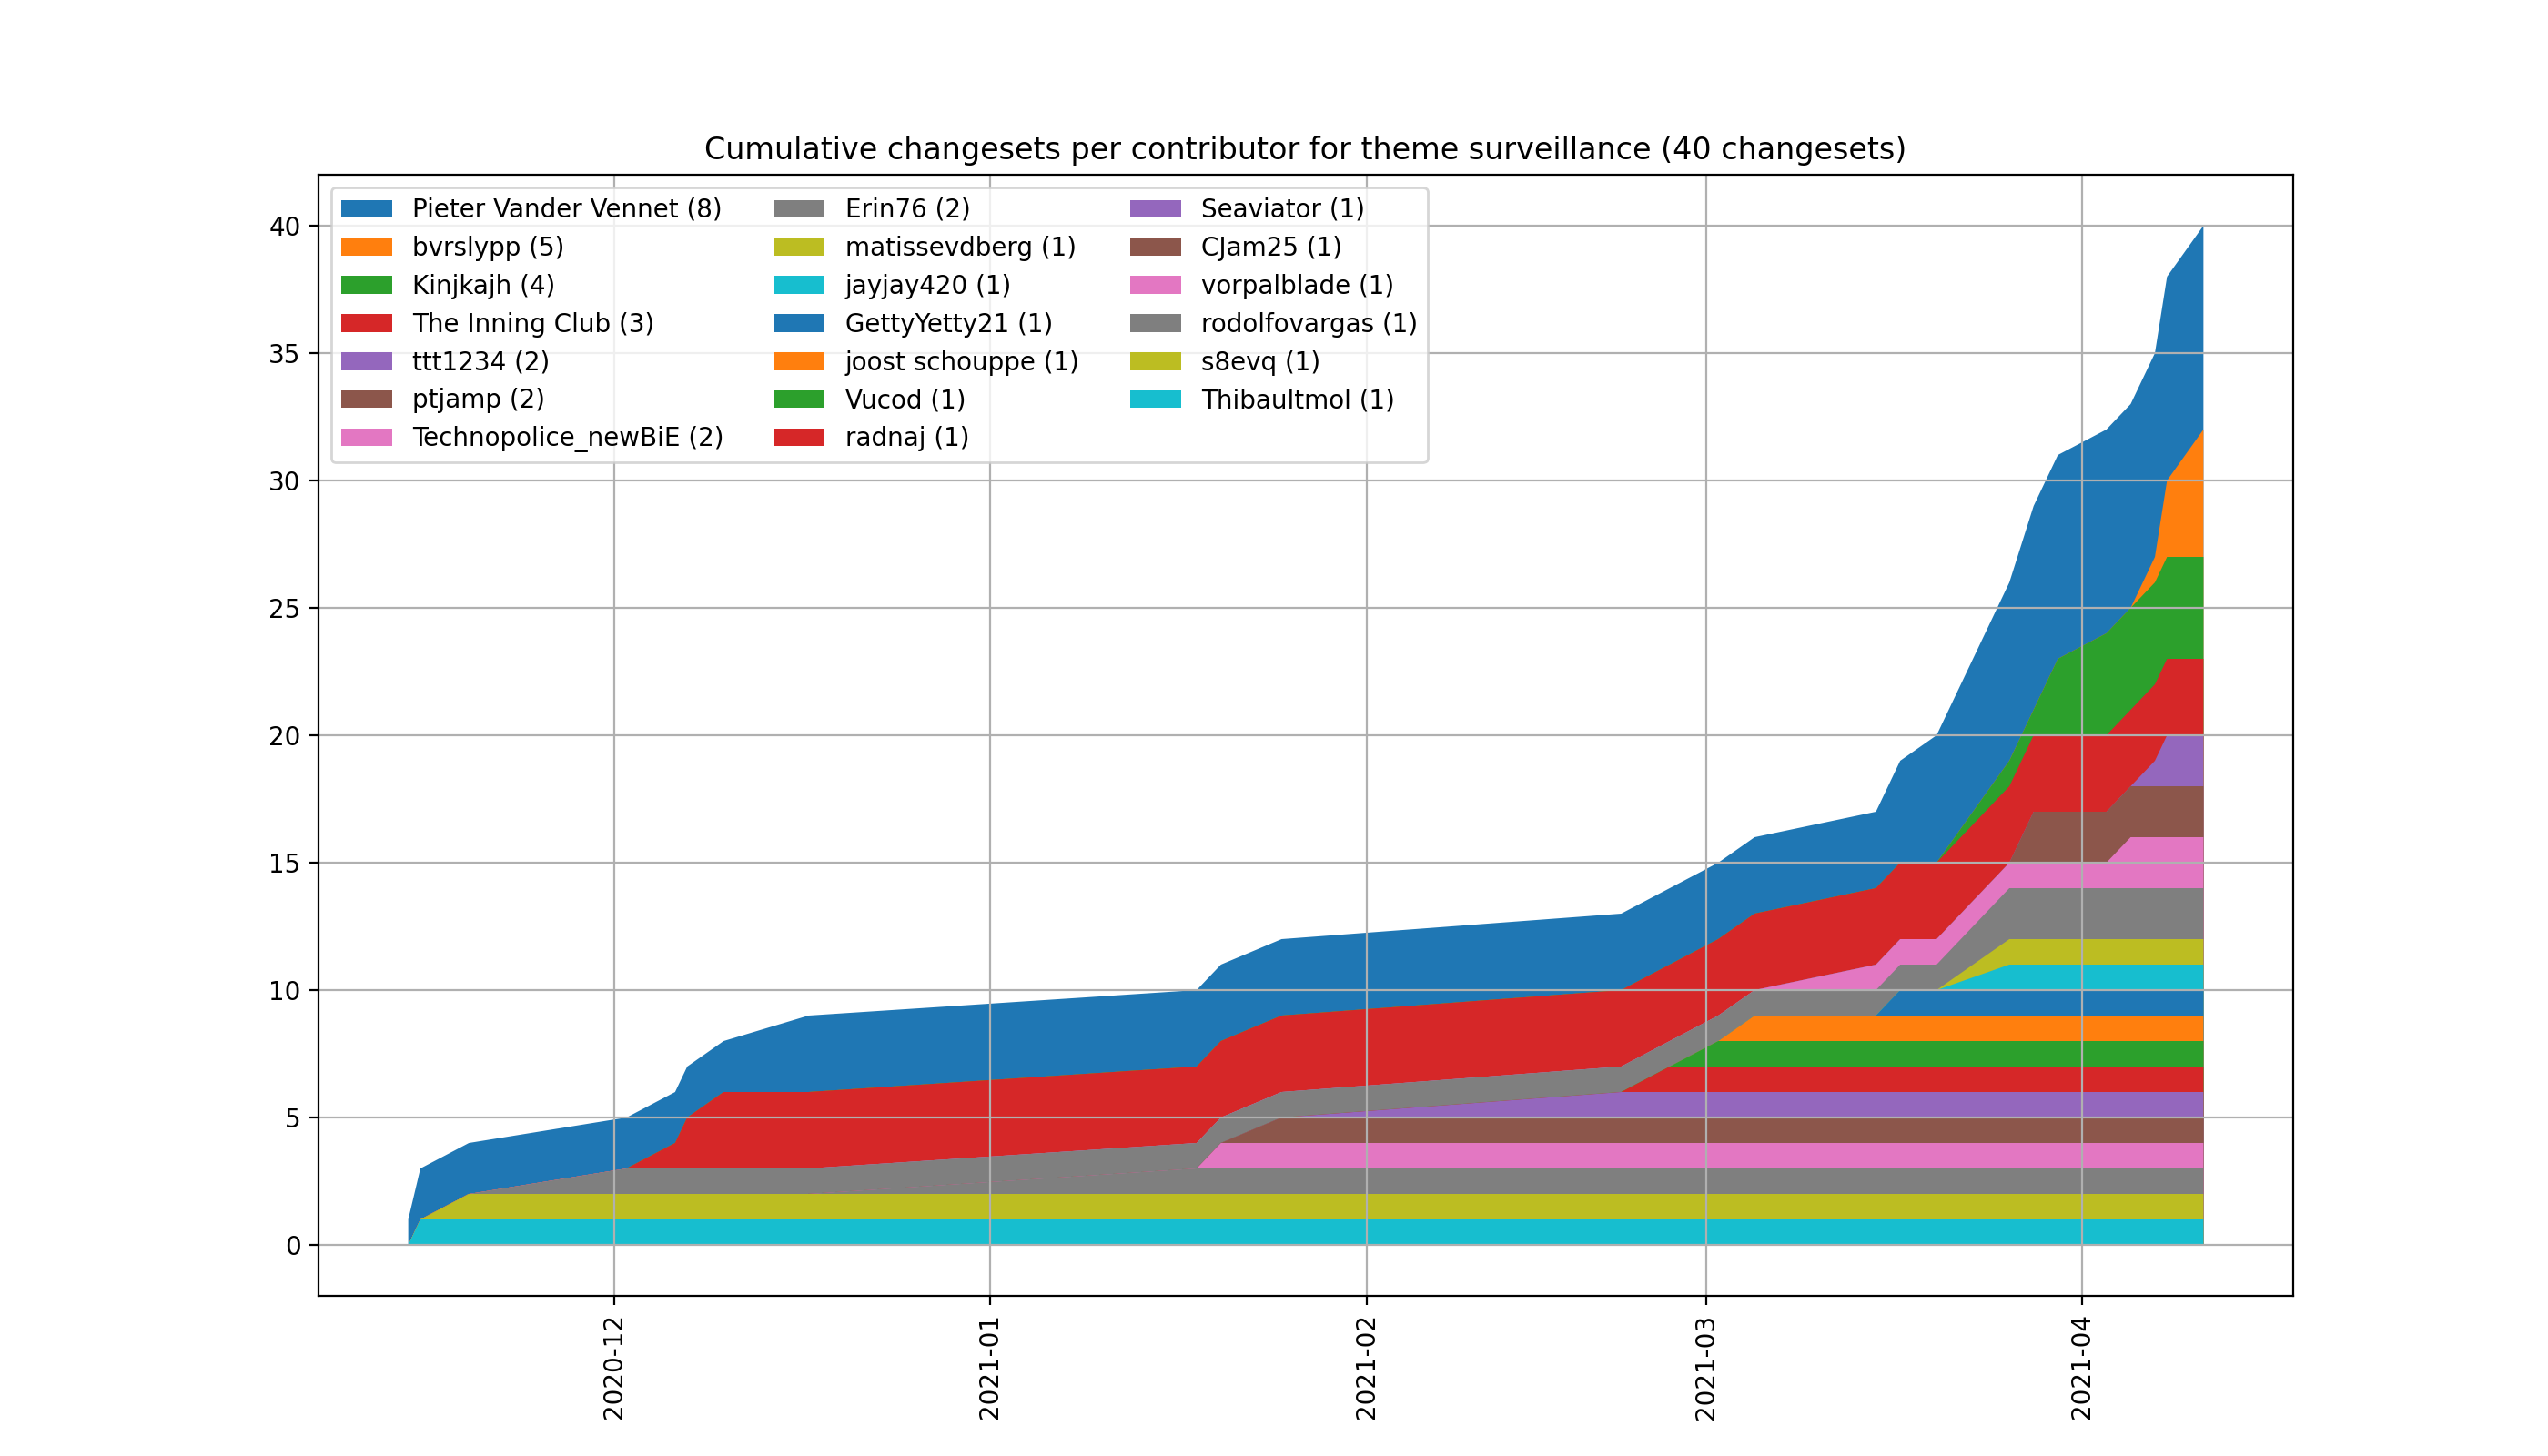 Cumulative changesets per contributor for theme surveillance (40 changesets)
Pieter Vander Vennet (8)
bvrslypp (5)
Kinjkajh (4)
The Inning Club (3)
ttt1234 (2)
ptjamp (2)
Technopolice_newBiE (2)
Erin76 (2)
matissevdberg (1)
jayjay420 (1)
GettyYetty21 (1)
joost schouppe (1)
Vucod (1)
radnaj (1)
Seaviator (1)
CJam25 (1)
vorpalblade (1)
rodolfovargas (1)
s8evq (1)
Thibaultmol (1)
40
35
30
25
20
15
10
5
0
2020-12
2021-01
2021-02
2021-03
2021-04